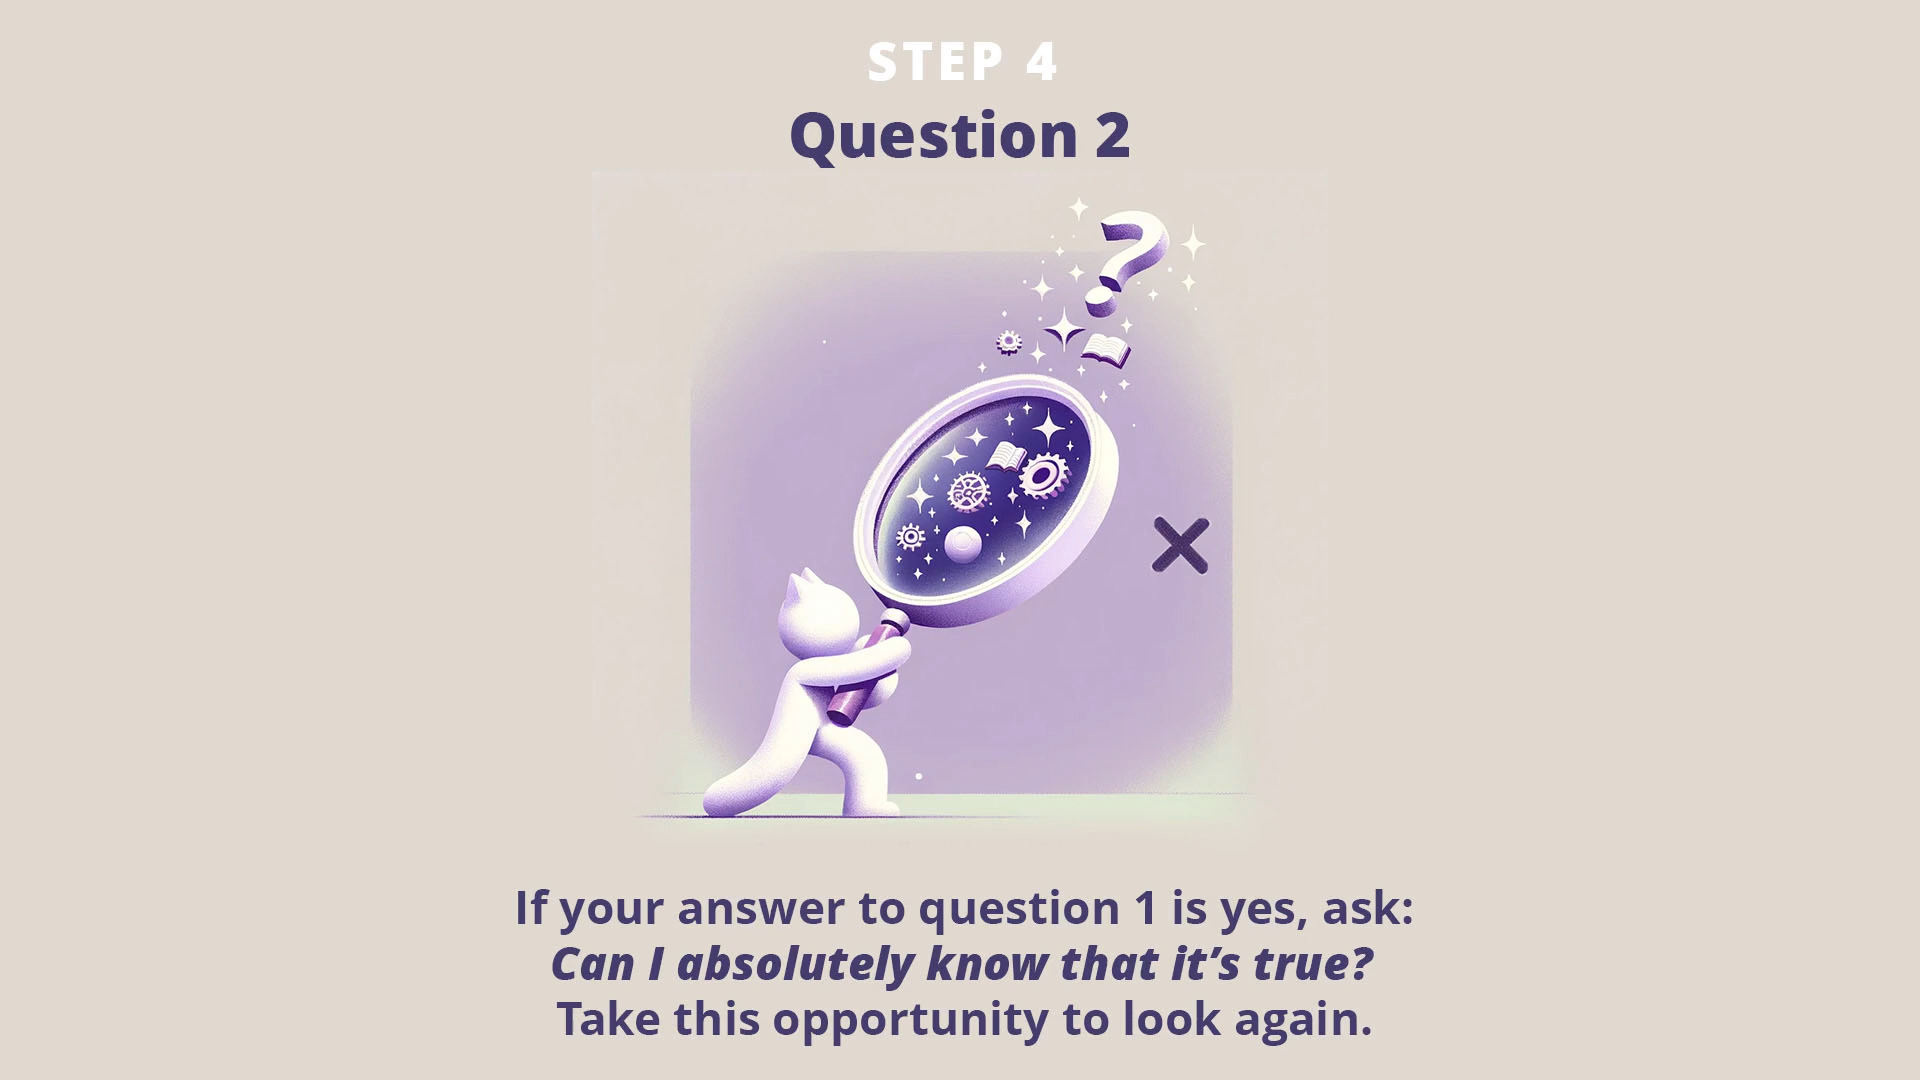 STEP 4
Question 2
?
If your answer to question 1 is yes, ask:
Can I absolutely know that it’s true?
Take this opportunity to look again.